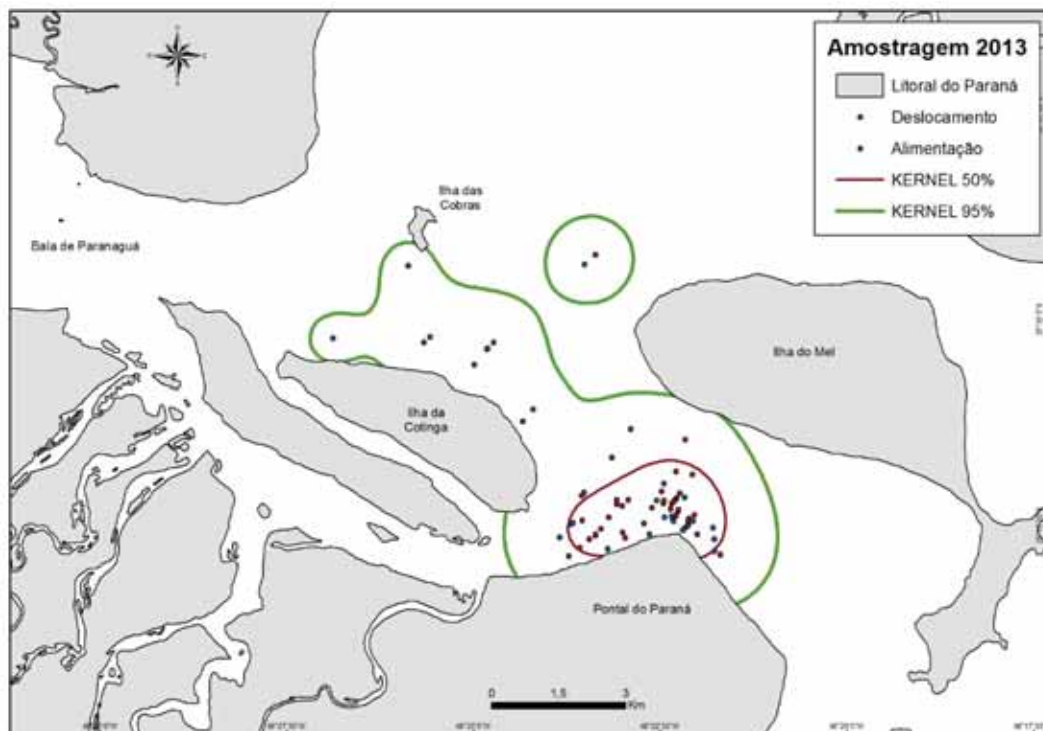 Amostragem 2013
Litoral do Paraná
Deslocamento
Alimentação
KERNEL 50%
KERNEL 95%
Ilha das
Cobras
Baía de Paranaguá
Ilha do Mel
Ilha da
Cotinga
Pontal do Paraná
0 1,5 3
Km